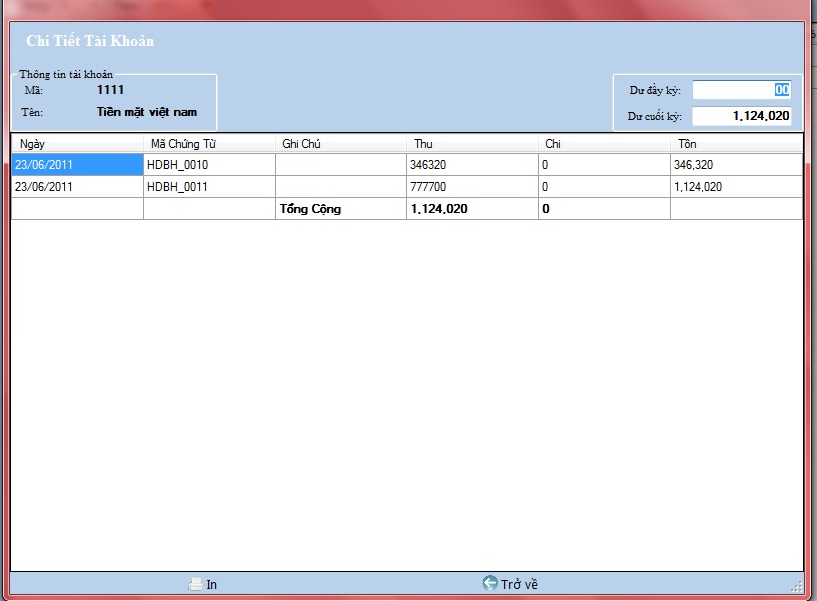 Chi Tiết Tài Khoản
Thông tin tài khoản
Mã: 1111
Tên: Tiền mặt việt nam
Dư đầy kỳ: 00
Dư cuối kỳ: 1,124,020
Ngày Mã Chứng Từ Ghi Chú Thu Chi Tồn
23/06/2011 HDBH_0010 346320 0 346,320
23/06/2011 HDBH_0011 777700 0 1,124,020
Tổng Cộng 1,124,020 0
In Trở về